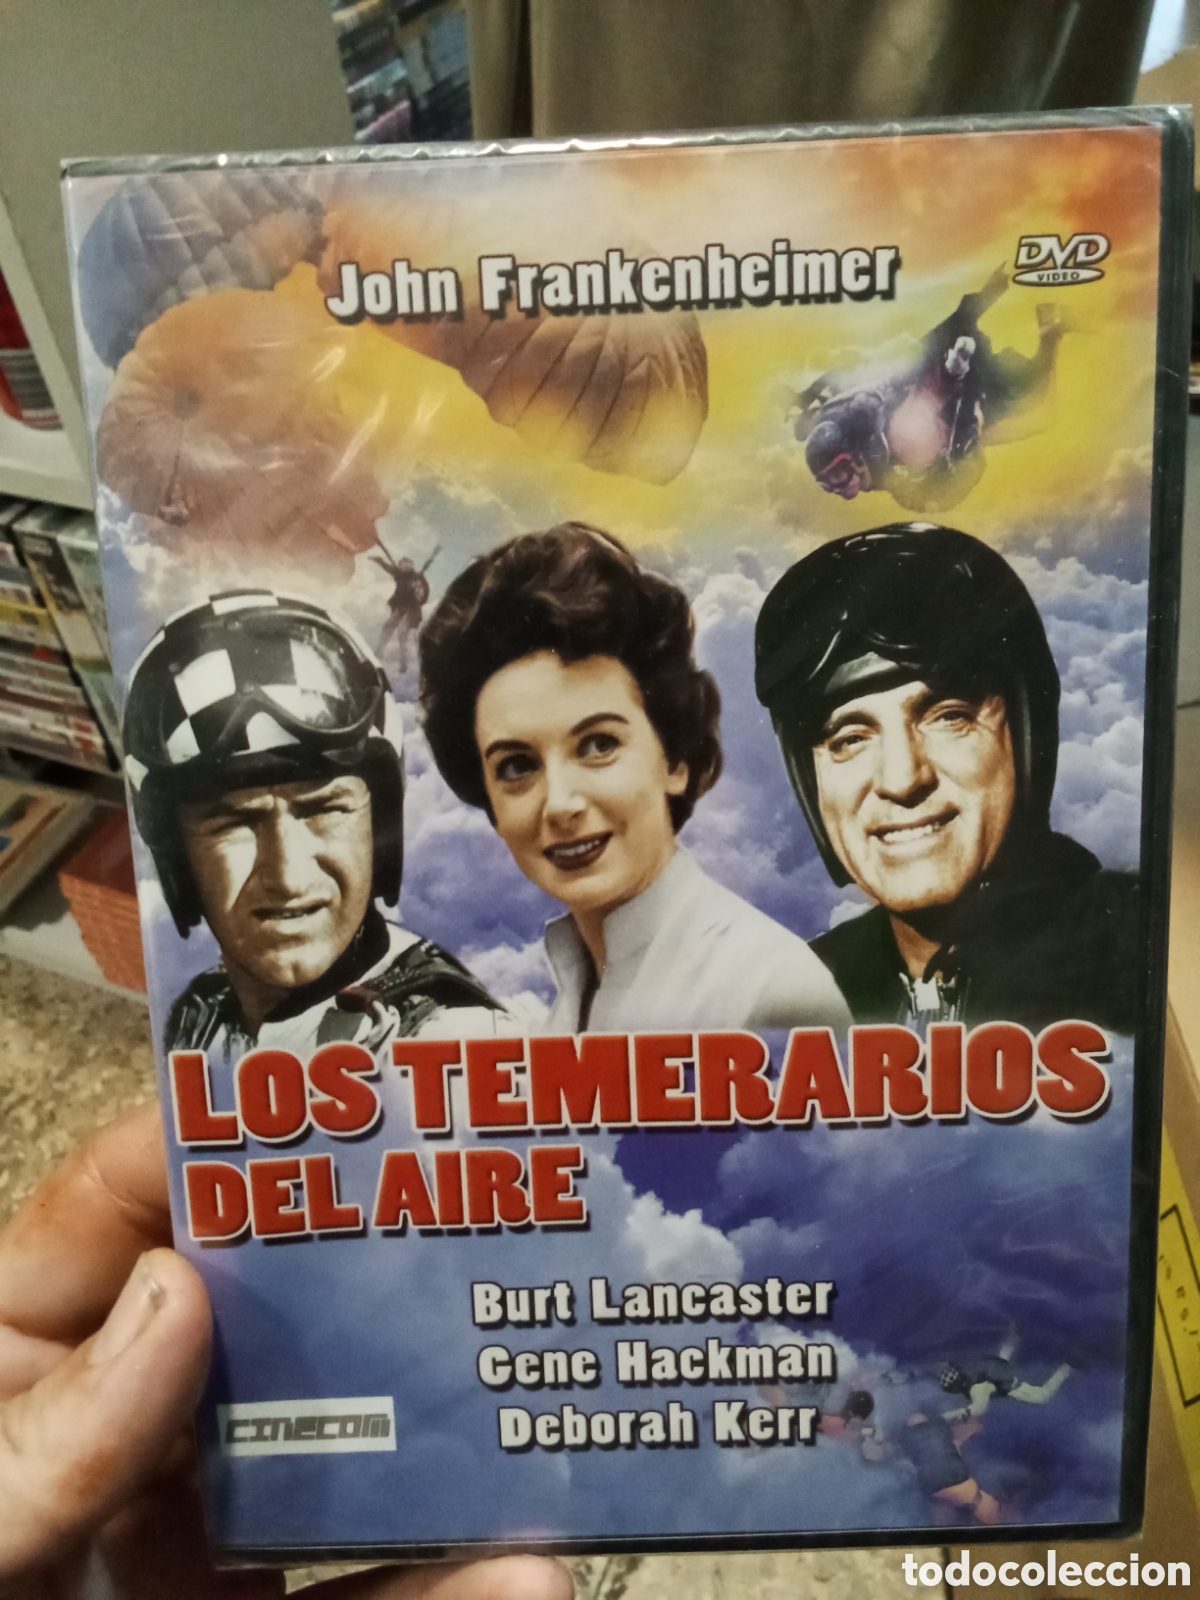 John Frankenheimer
DVD
VIDEO
LOS TEMERARIOS
DEL AIRE
Burt Lancaster
Gene Hackman
Deborah Kerr
CINECOM
todocoleccion